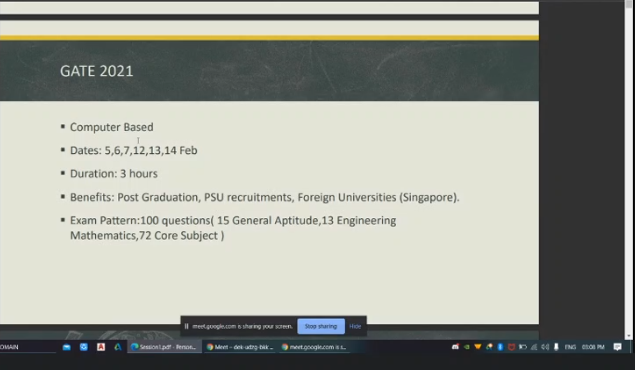 GATE 2021
▪ Computer Based
▪ Dates: 5,6,7,12,13,14 Feb
▪ Duration: 3 hours
▪ Benefits: Post Graduation, PSU recruitments, Foreign Universities (Singapore).
▪ Exam Pattern:100 questions( 15 General Aptitude,13 Engineering
Mathematics,72 Core Subject )
meet.google.com is sharing your screen. Stop sharing Hide
OMAIN Session1.pdf - Person... Meet - dek-udzg-bkk... meet.google.com is s... ENG 03:08 PM